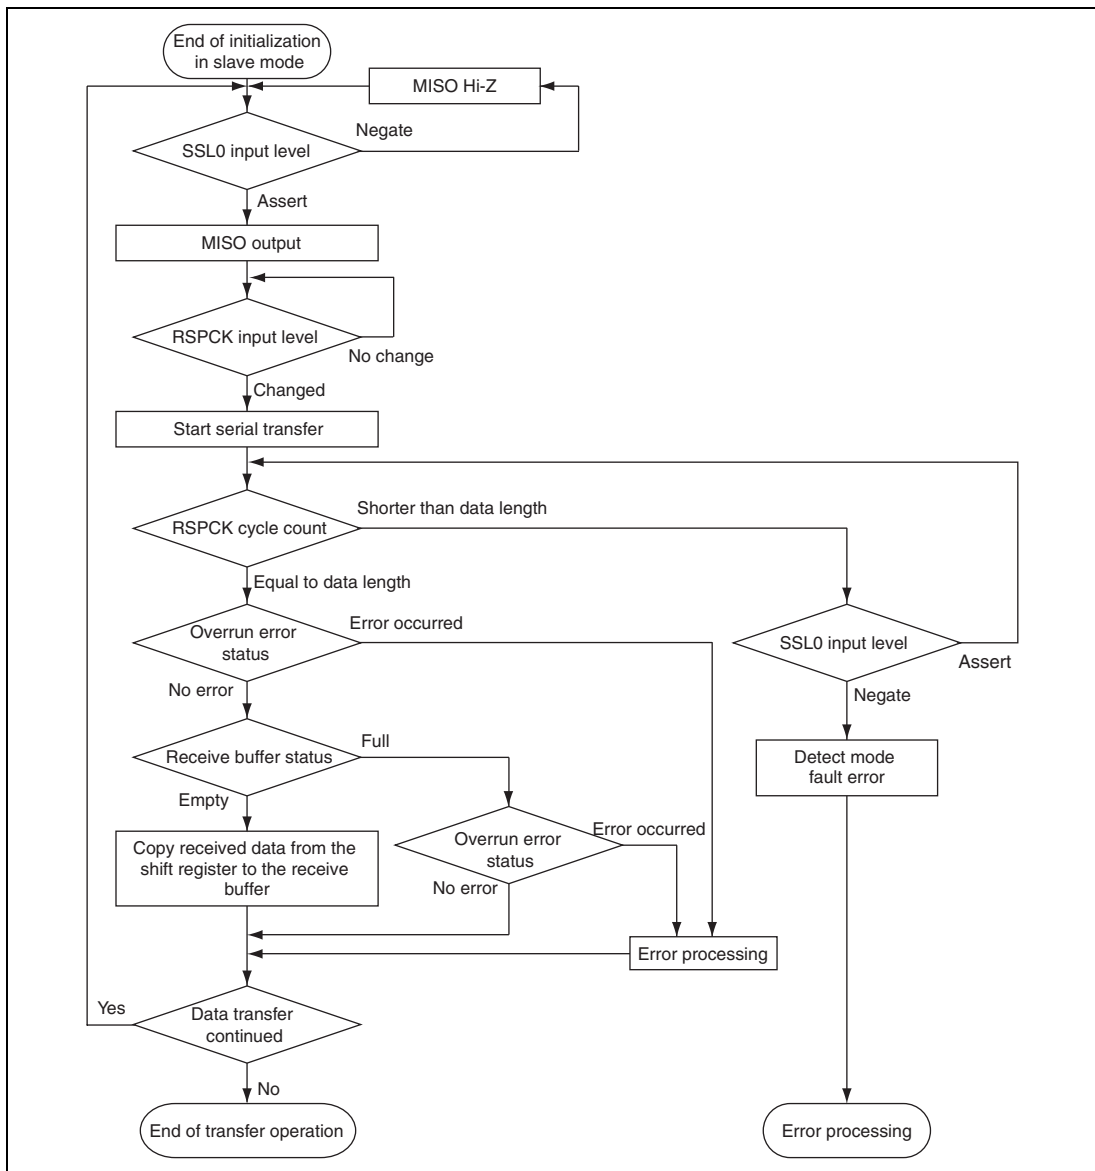 End of initialization
in slave mode
MISO Hi-Z
Negate
SSL0 input level
Assert
MISO output
RSPCK input level
No change
Changed
Start serial transfer
Shorter than data length
RSPCK cycle count
Equal to data length
Error occurred
Overrun error
status
SSL0 input level
Assert
No error
Negate
Full
Receive buffer status
Detect mode
fault error
Empty
Error occurred
Overrun error
status
Copy received data from the
shift register to the receive
buffer
No error
Error processing
Yes
Data transfer
continued
No
End of transfer operation
Error processing